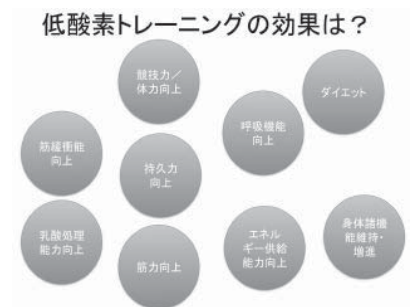 低酸素トレーニングの効果は？
競技力／
体力向上
ダイエット
呼吸機能
向上
筋緩衝能
向上
持久力
向上
乳酸処理
能力向上
筋力向上
エネル
ギー供給
能力向上
身体諸機
能維持・
増進